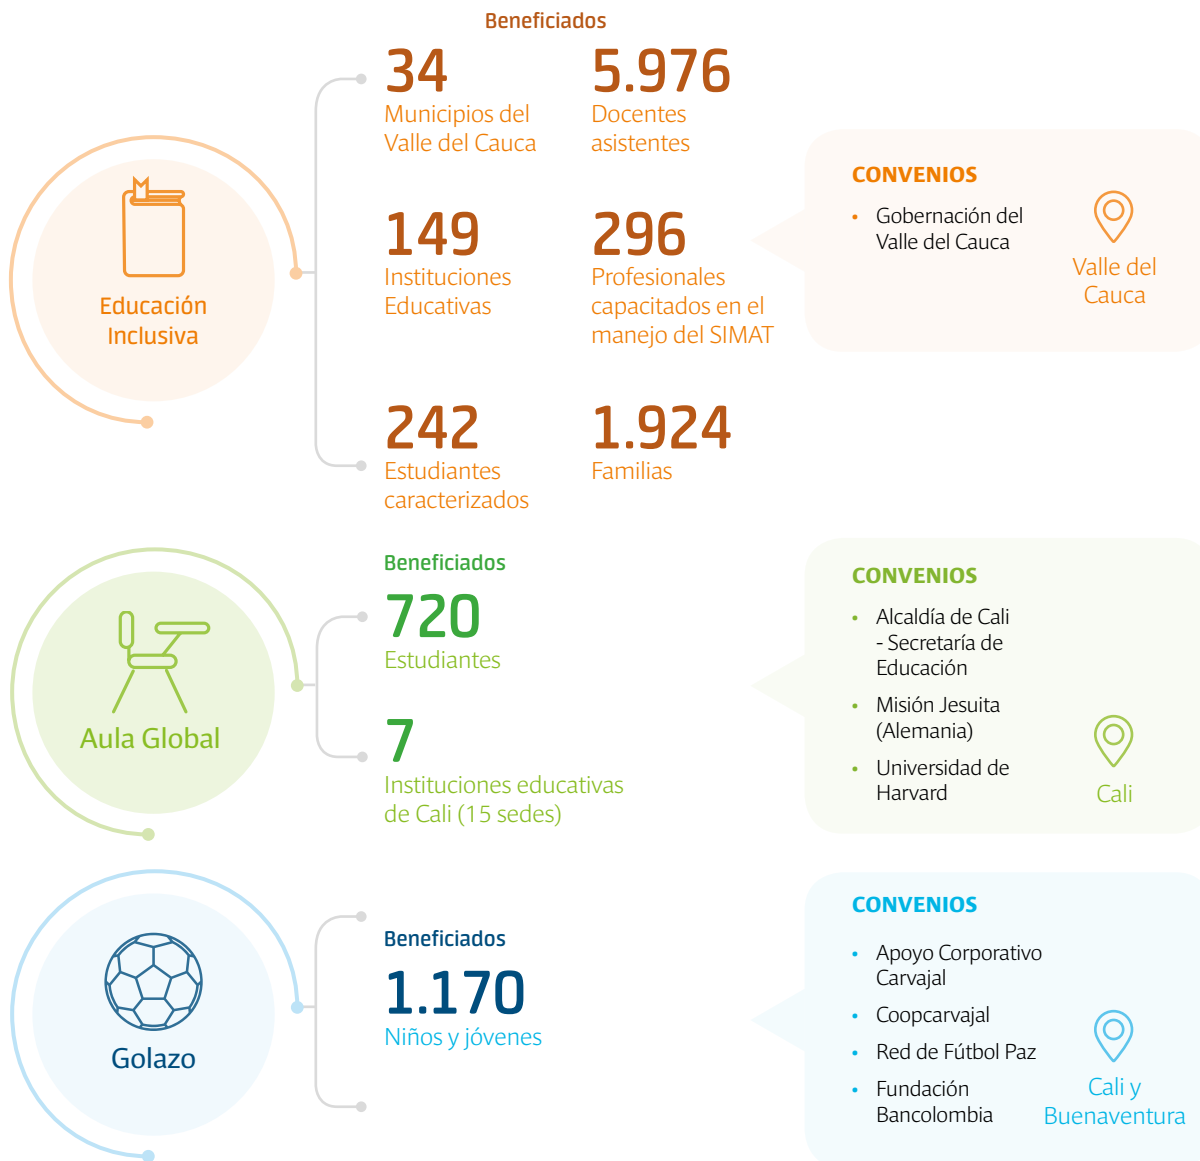 Beneficiados
34
Municipios del
Valle del Cauca
5.976
Docentes
asistentes
149
Instituciones
Educativas
296
Profesionales
capacitados en el
manejo del SIMAT
242
Estudiantes
caracterizados
1.924
Familias
Educación
Inclusiva
CONVENIOS
• Gobernación del
Valle del Cauca
Valle del
Cauca
Aula Global
Beneficiados
720
Estudiantes
7
Instituciones educativas
de Cali (15 sedes)
CONVENIOS
• Alcaldía de Cali
- Secretaría de
Educación
• Misión Jesuita
(Alemania)
• Universidad de
Harvard
Cali
Golazo
Beneficiados
1.170
Niños y jóvenes
CONVENIOS
• Apoyo Corporativo
Carvajal
• Coopcarvajal
• Red de Fútbol Paz
• Fundación
Bancolombia
Cali y
Buenaventura